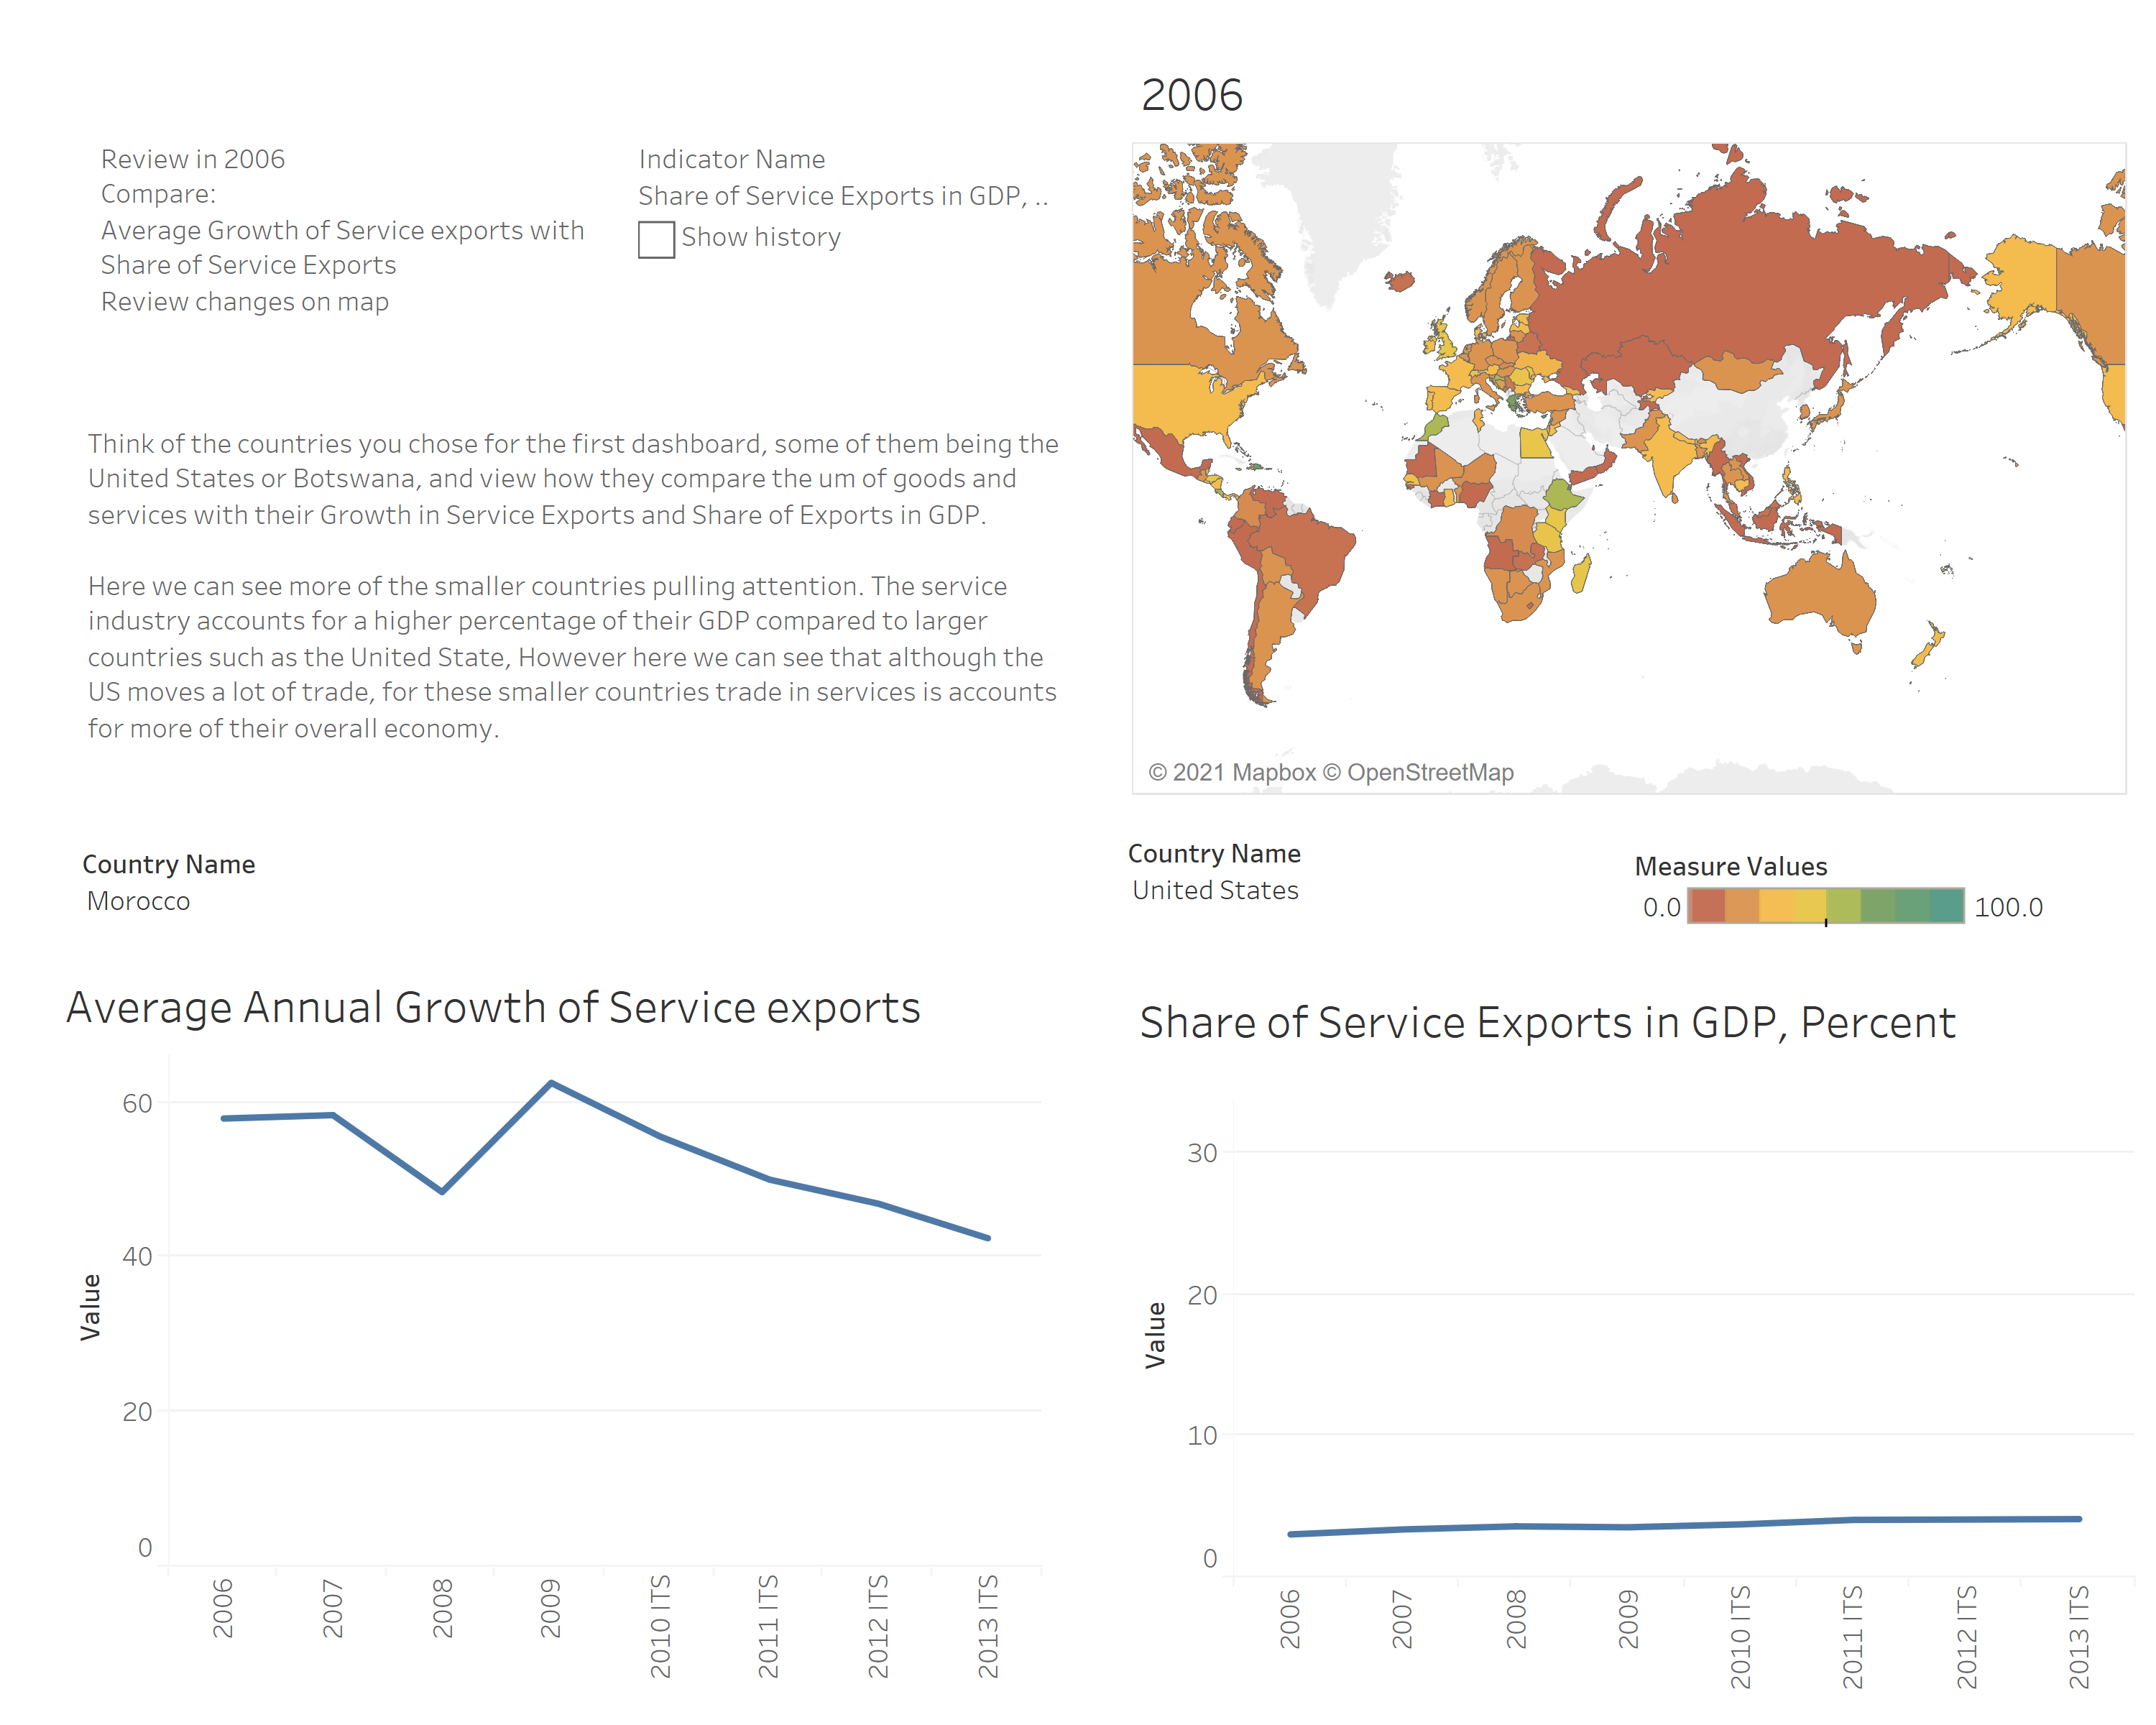 Review in 2006
Compare:
Average Growth of Service exports with
Share of Service Exports
Review changes on map
Indicator Name
Share of Service Exports in GDP, ..
Show history
2006
© 2021 Mapbox © OpenStreetMap
Think of the countries you chose for the first dashboard, some of them being the
United States or Botswana, and view how they compare the um of goods and
services with their Growth in Service Exports and Share of Exports in GDP.
Here we can see more of the smaller countries pulling attention. The service
industry accounts for a higher percentage of their GDP compared to larger
countries such as the United State, However here we can see that although the
US moves a lot of trade, for these smaller countries trade in services is accounts
for more of their overall economy.
Country Name
Morocco
Country Name
United States
Measure Values
0.0
100.0
Average Annual Growth of Service exports
Value
60
40
20
0
2006
2007
2008
2009
2010 ITS
2011 ITS
2012 ITS
2013 ITS
Share of Service Exports in GDP, Percent
Value
30
20
10
0
2006
2007
2008
2009
2010 ITS
2011 ITS
2012 ITS
2013 ITS